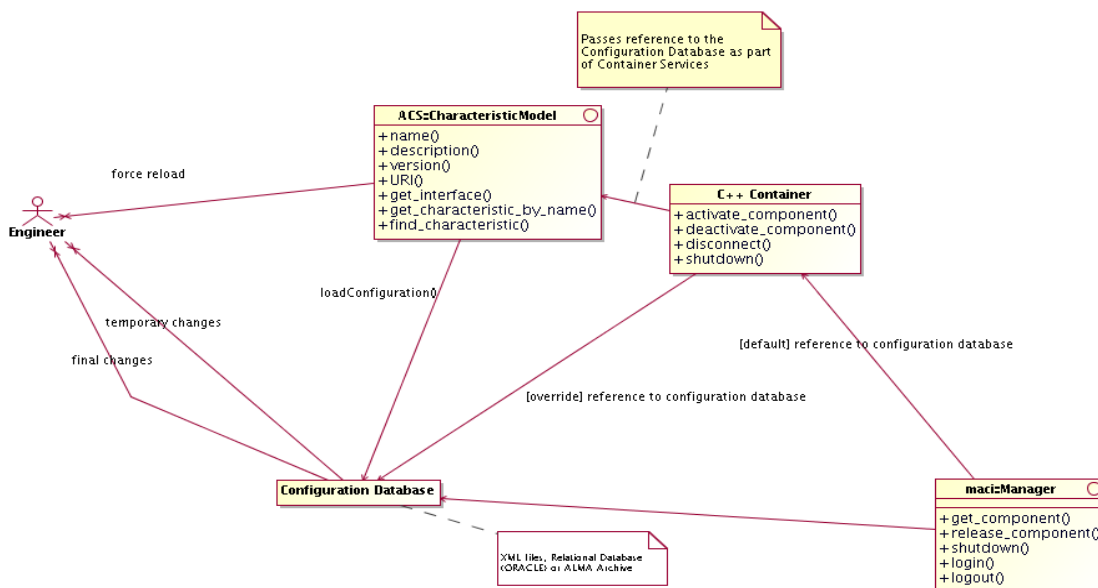 Passes reference to the
Configuration Database as part
of Container Services
ACS::CharacteristicModel
+ name()
+ description()
+ version()
+ URI()
+ get_interface()
+ get_characteristic_by_name()
+ find_characteristic()
force reload
C++ Container
+ activate_component()
+ deactivate_component()
+ disconnect()
+ shutdown()
Engineer
loadConfiguration()
temporary changes
final changes
[default] reference to configuration database
[override] reference to configuration database
Configuration Database
maci::Manager
+ get_component()
+ release_component()
+ shutdown()
+ login()
+ logout()
XML files, Relational Database
(ORACLE) or ALMA Archive